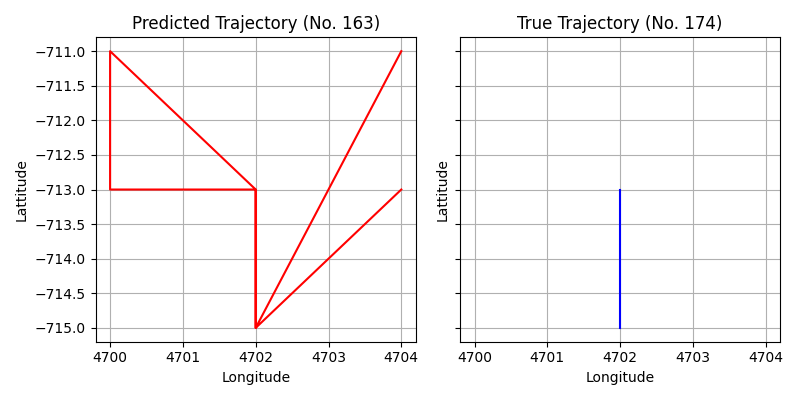 Predicted Trajectory (No. 163)
True Trajectory (No. 174)
−711.0
−711.5
−712.0
−712.5
−713.0
−713.5
−714.0
−714.5
−715.0
Lattitude
Lattitude
4700 4701 4702 4703 4704
4700 4701 4702 4703 4704
Longitude
Longitude